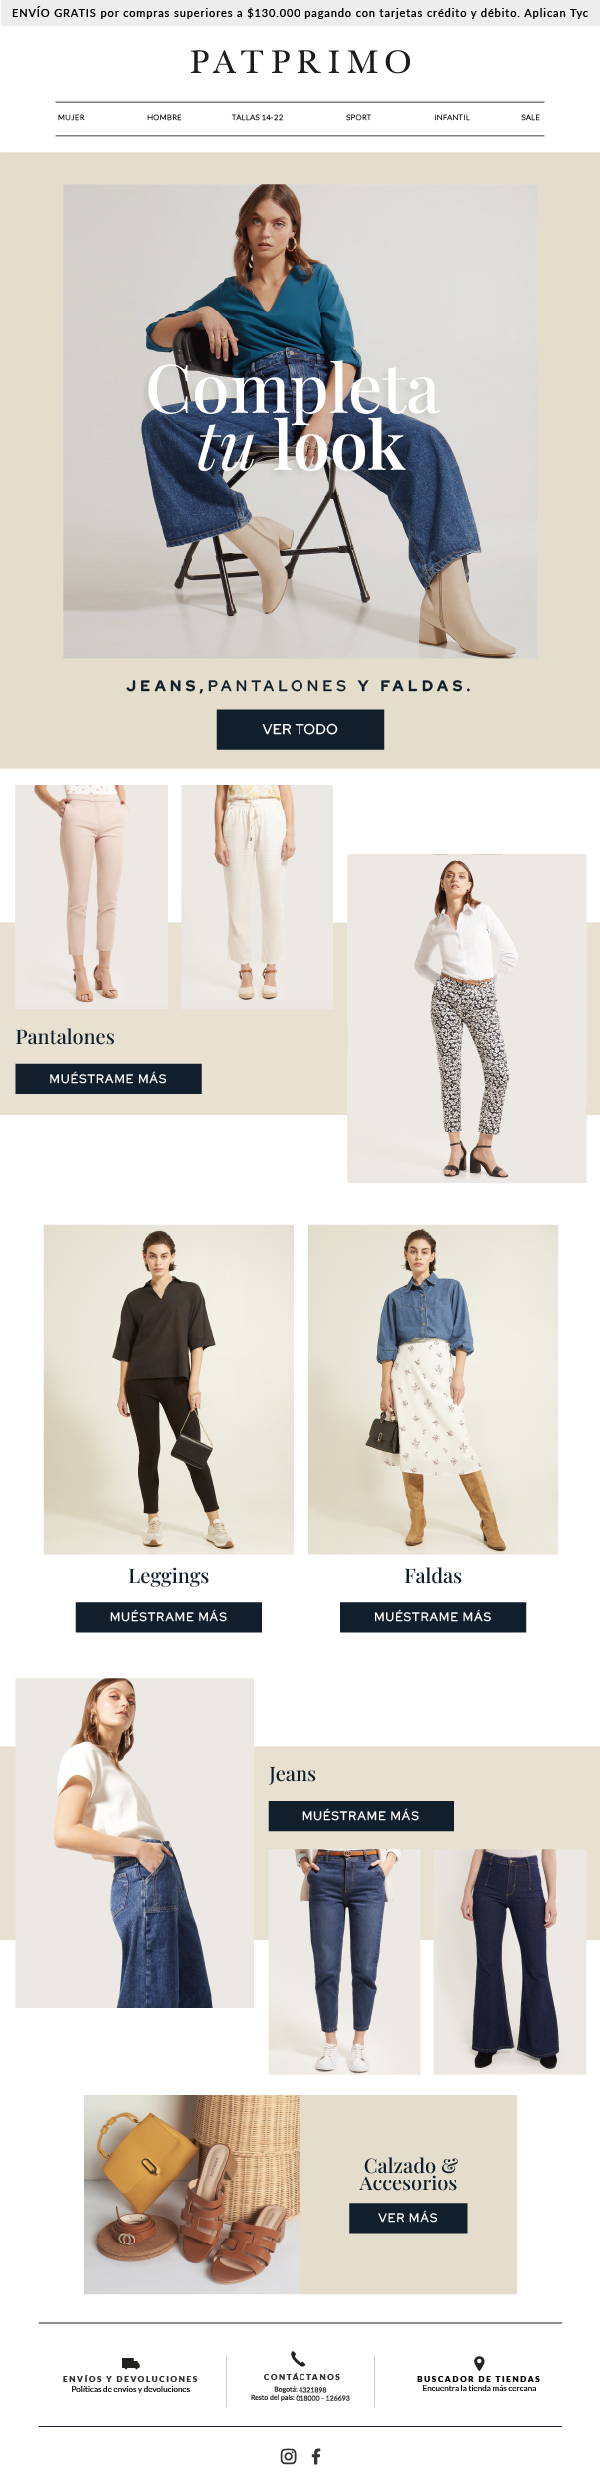 ENVÍO GRATIS por compras superiores a $130.000 pagando con tarjetas crédito y débito. Aplican Tyc
PATPRIMO
MUJER HOMBRE TALLAS 14-22 SPORT INFANTIL SALE
Completa
tu look
JEANS,PANTALONES Y FALDAS.
VER TODO
Pantalones
MUÉSTRAME MÁS
Leggings
MUÉSTRAME MÁS
Faldas
MUÉSTRAME MÁS
Jeans
MUÉSTRAME MÁS
Calzado &
Accesorios
VER MÁS
ENVÍOS Y DEVOLUCIONES
Políticas de envíos y devoluciones
CONTÁCTANOS
Bogotá: 4321898
Resto del país: 018000 - 126693
BUSCADOR DE TIENDAS
Encuentra la tienda más cercana